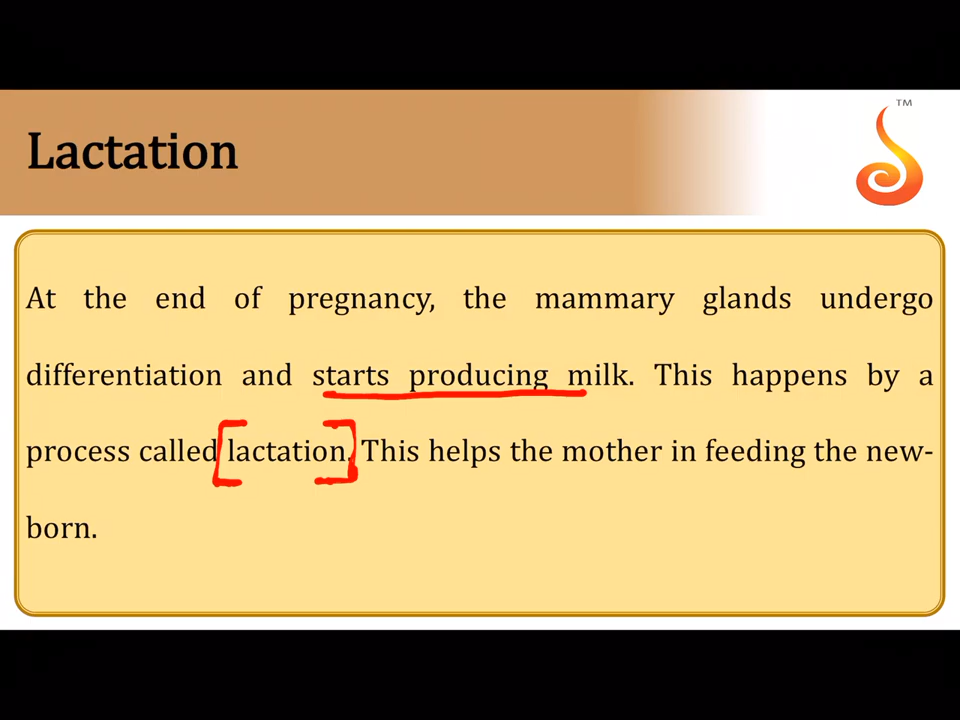 Lactation
TM
At the end of pregnancy, the mammary glands undergo
differentiation and starts producing milk. This happens by a
process called lactation. This helps the mother in feeding the new-
born.